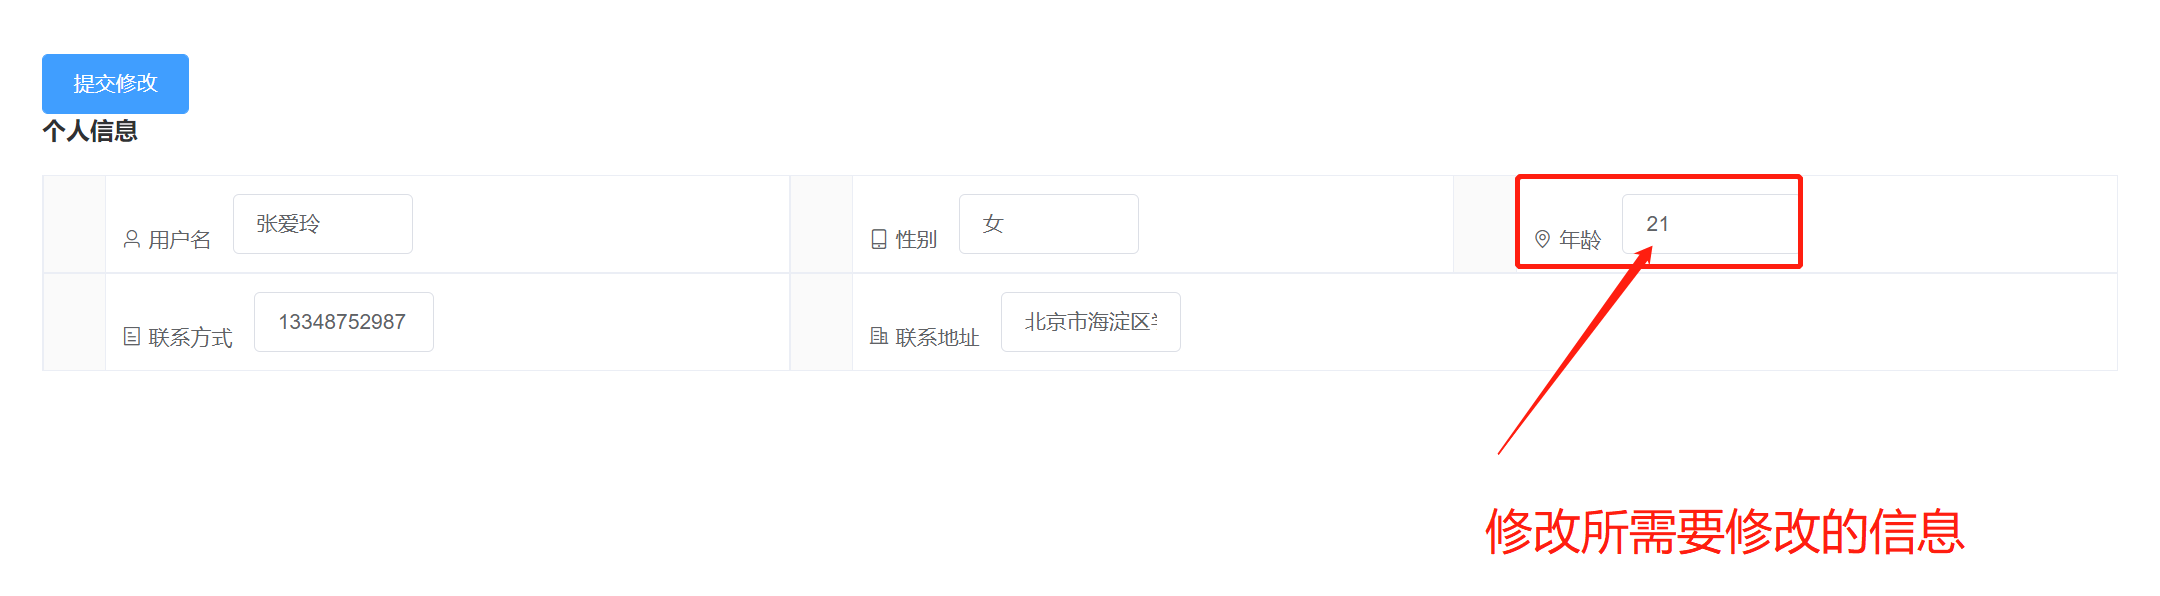 提交修改
个人信息
用户名 张爱玲 性别 女 年龄 21
联系方式 13348752987 联系地址 北京市海淀区
修改所需要修改的信息